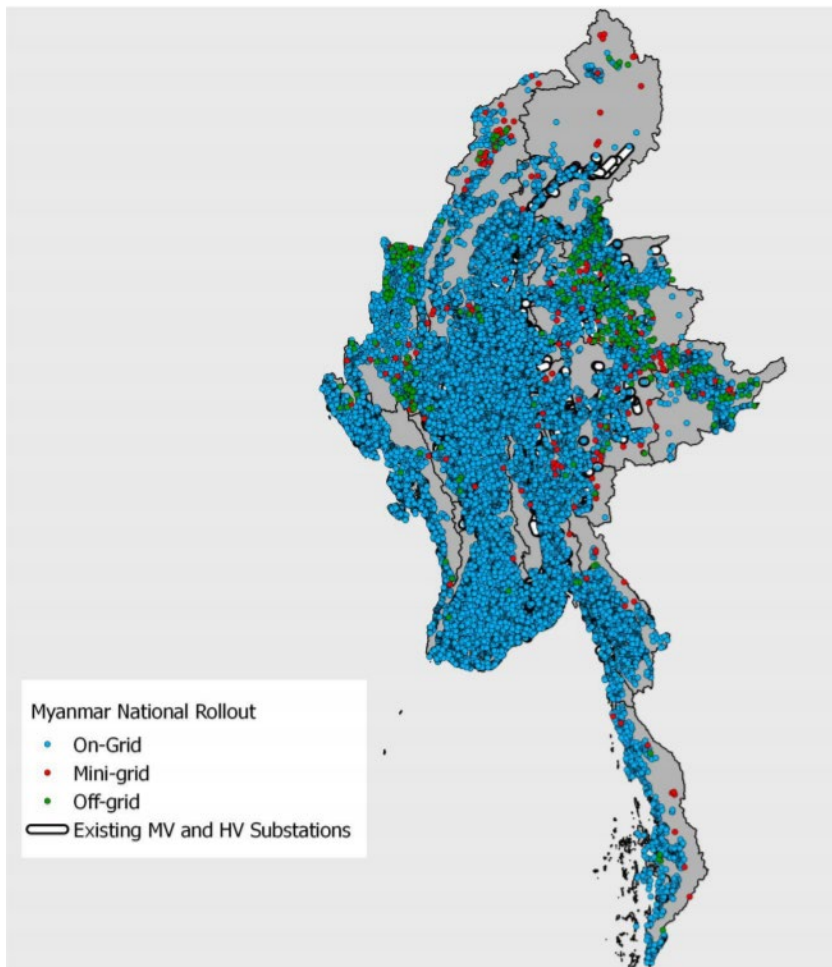 Myanmar National Rollout
On-Grid
Mini-grid
Off-grid
Existing MV and HV Substations